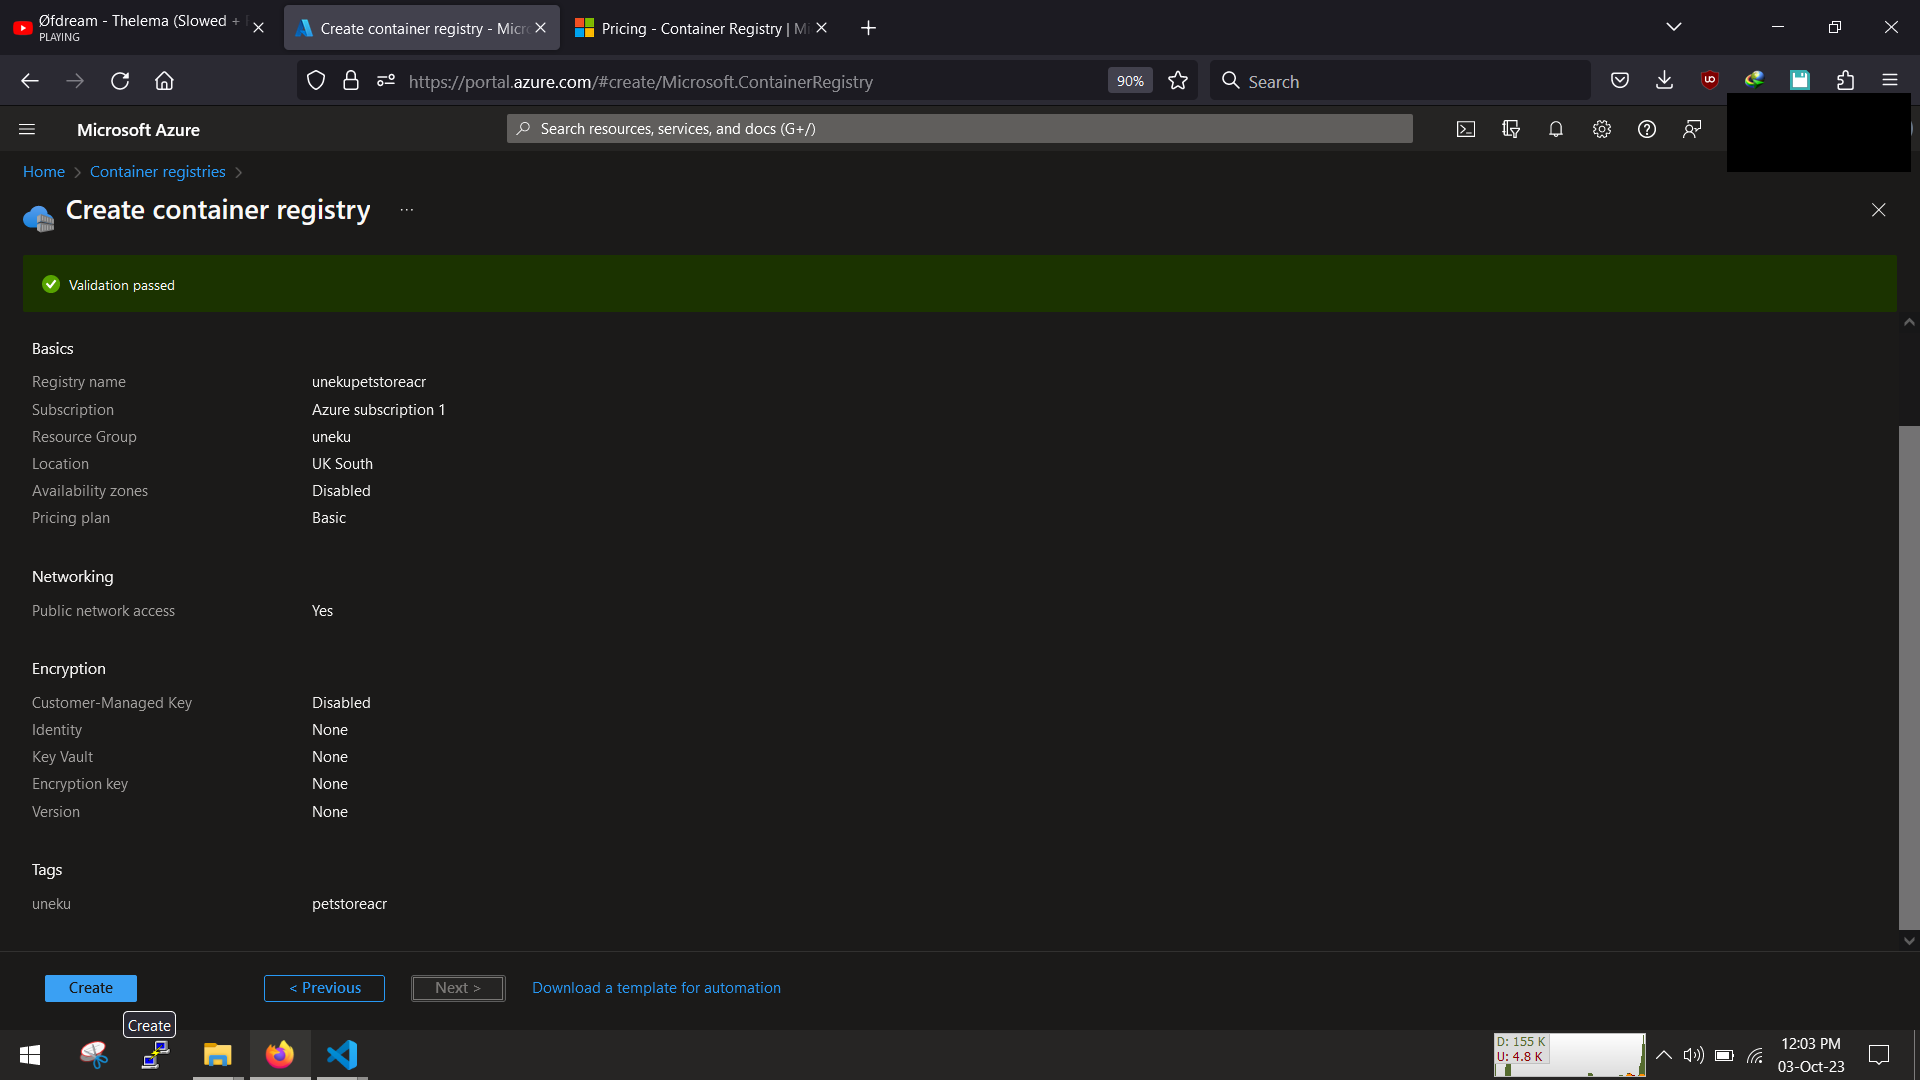 Øfdream - Thelema (Slowed +
PLAYING
Create container registry - Micr
Pricing - Container Registry | Mi
https://portal.azure.com/#create/Microsoft.ContainerRegistry
90%
Search
Microsoft Azure
Search resources, services, and docs (G+/)
Home > Container registries >
Create container registry ...
Validation passed
Basics
Registry name unekupetstoreacr
Subscription Azure subscription 1
Resource Group uneku
Location UK South
Availability zones Disabled
Pricing plan Basic
Networking
Public network access Yes
Encryption
Customer-Managed Key Disabled
Identity None
Key Vault None
Encryption key None
Version None
Tags
uneku petstoreacr
Create < Previous Next > Download a template for automation
Create
D: 155 K
U: 4.8 K
12:03 PM
03-Oct-23